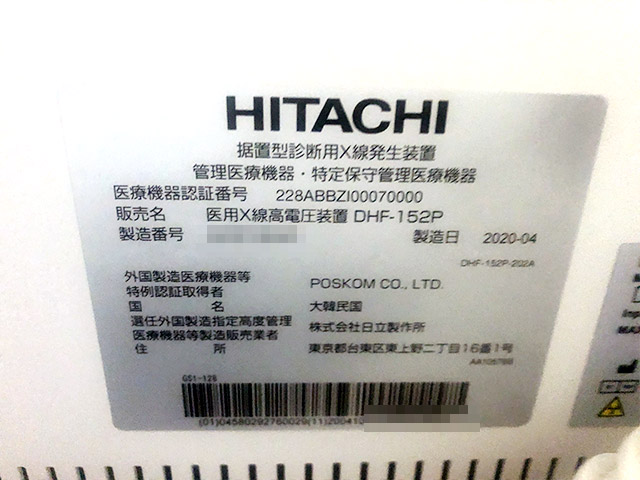 HITACHI
据置型診断用X線発生装置
管理医療機器・特定保守管理医療機器
医療機器認証番号 228ABBZI00070000
販売名 医用X線高電圧装置 DHF-152P
製造番号 製造日 2020-04
DHF-152P-202A
外国製造医療機器等
特例認証取得者 POSKOM CO., LTD.
国名 大韓民国
選任外国製造指定高度管理
医療機器等製造販売業者 株式会社日立製作所
住所 東京都台東区東上野二丁目16番1号
GS1-128
(01)04580292760029(11)200410